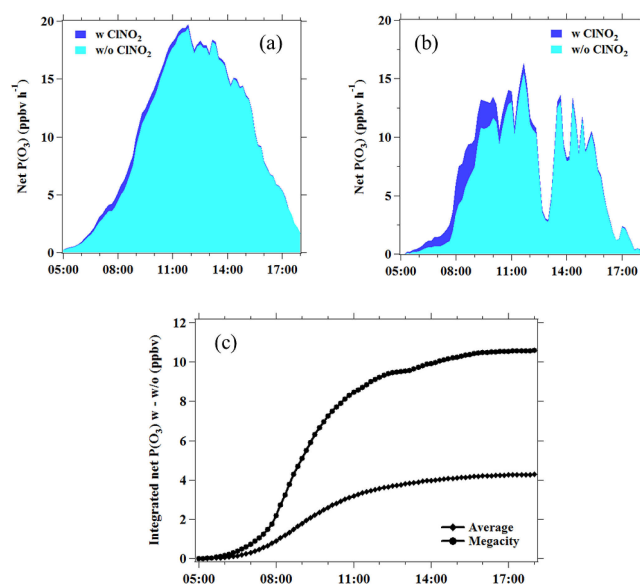 w ClNO2
w/o ClNO2
(a)
20
15
10
5
0
Net P(O3) (ppbv h-1)
05:00 08:00 11:00 14:00 17:00
w ClNO2
w/o ClNO2
(b)
20
15
10
5
0
Net P(O3) (ppbv h-1)
05:00 08:00 11:00 14:00 17:00
(c)
12
10
8
6
4
2
0
Integrated net P(O3) w - w/o (ppbv)
Average
Megacity
05:00 08:00 11:00 14:00 17:00